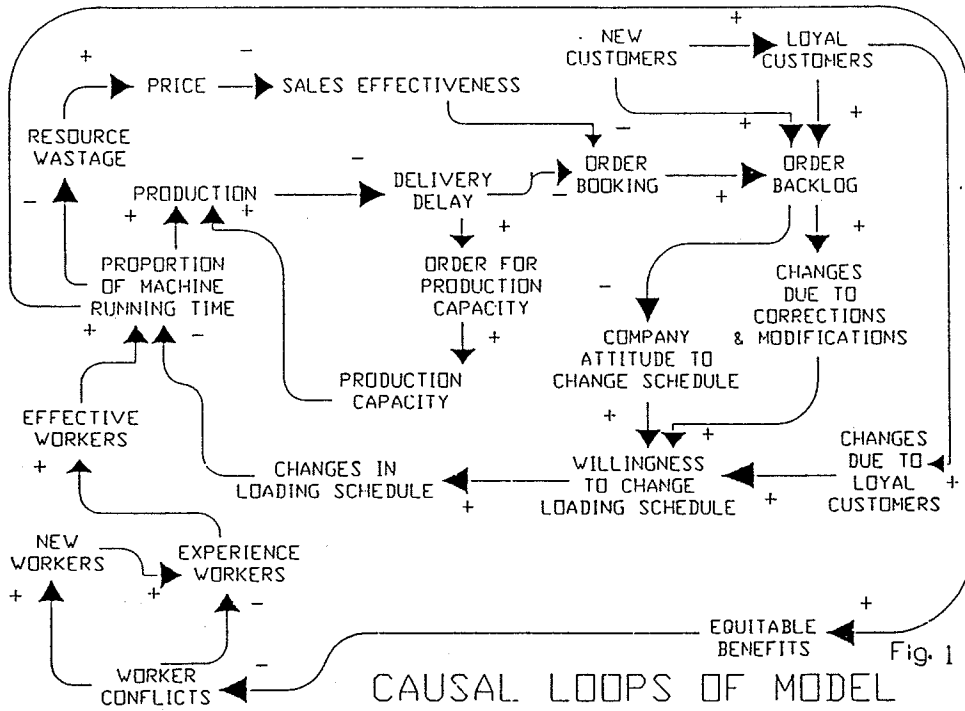 NEW
CUSTOMERS
+
LOYAL
CUSTOMERS
+
PRICE
−
SALES EFFECTIVENESS
RESOURCE
WASTAGE
−
+
+
−
ORDER
BOOKING
−
+
ORDER
BACKLOG
−
PRODUCTION
+
+
−
DELIVERY
DELAY
+
+
PROPORTION
OF MACHINE
RUNNING TIME
+
−
ORDER FOR
PRODUCTION
CAPACITY
+
PRODUCTION
CAPACITY
−
COMPANY
ATTITUDE TO
CHANGE SCHEDULE
+
CHANGES
DUE TO
CORRECTIONS
& MODIFICATIONS
+
EFFECTIVE
WORKERS
+
CHANGES IN
LOADING SCHEDULE
+
WILLINGNESS
TO CHANGE
LOADING SCHEDULE
+
CHANGES
DUE TO
LOYAL
CUSTOMERS
+
NEW
WORKERS
+
+
EXPERIENCE
WORKERS
−
WORKER
CONFLICTS
−
EQUITABLE
BENEFITS
+
Fig. 1
CAUSAL LOOPS OF MODEL